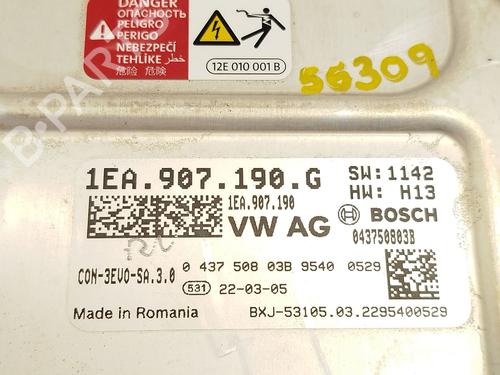 DANGER
ОПАСНОСТЬ
PELIGRO
PERIGO
NEBEZPEČÍ
TEHLİKE خطر
危险 危険
12E 010 001 B
56309
B-PARTS
1EA.907.190.G
SW:1142
HW: H13
1EA.907.190
VW AG
BOSCH
043750803B
CON-3EVO-SA.3.0
0 437 508 03B 9540 0529
531 22-03-05
Made in Romania
BXJ-53105.03.2295400529